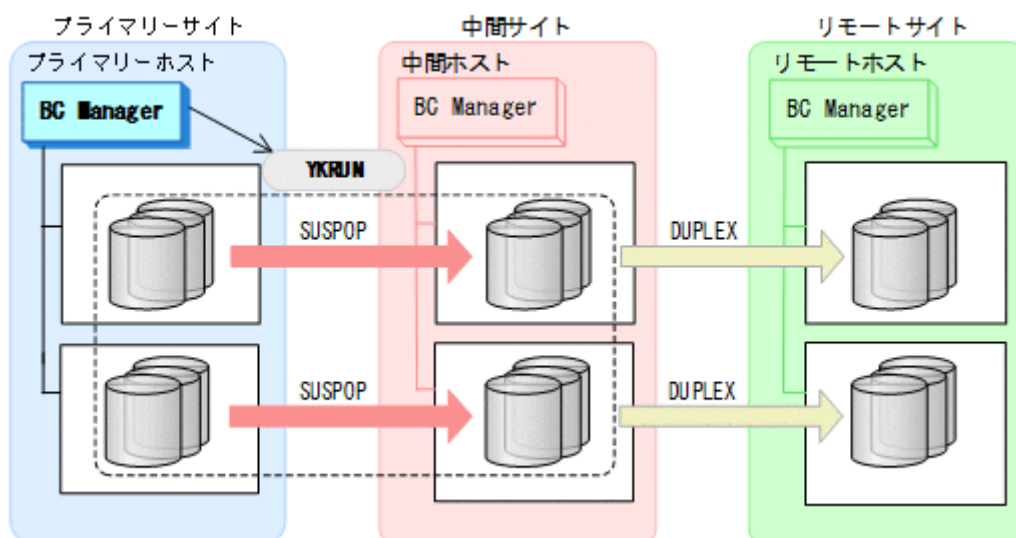 プライマリーサイト
中間サイト
リモートサイト
プライマリーホスト
中間ホスト
リモートホスト
BC Manager
BC Manager
BC Manager
YKRUN
SUSPOP
DUPLEX
SUSPOP
DUPLEX